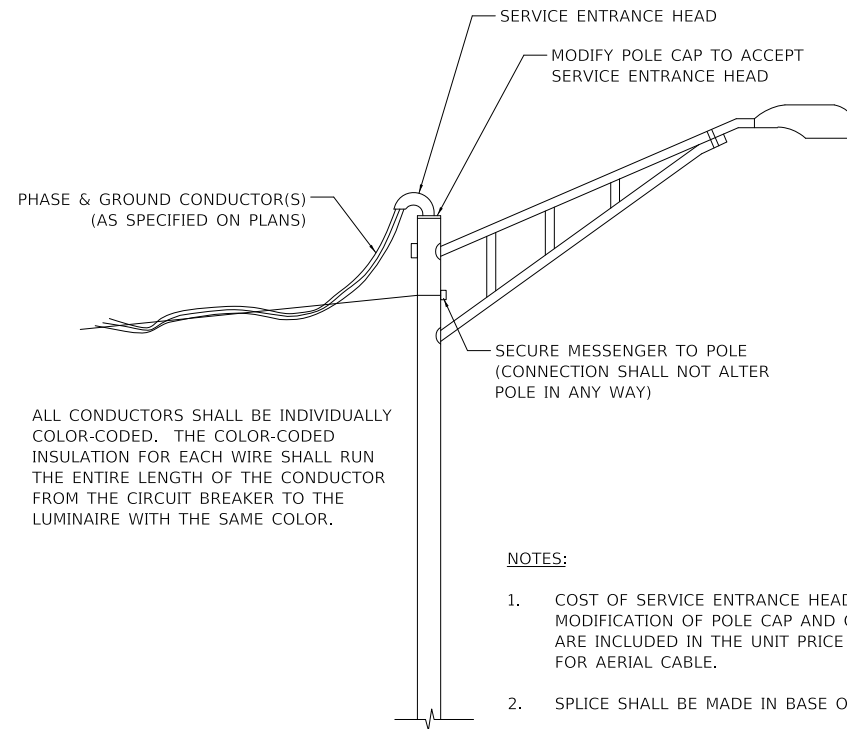 SERVICE ENTRANCE HEAD
MODIFY POLE CAP TO ACCEPT
SERVICE ENTRANCE HEAD
PHASE & GROUND CONDUCTOR(S)
(AS SPECIFIED ON PLANS)
SECURE MESSENGER TO POLE
(CONNECTION SHALL NOT ALTER
POLE IN ANY WAY)
ALL CONDUCTORS SHALL BE INDIVIDUALLY
COLOR-CODED. THE COLOR-CODED
INSULATION FOR EACH WIRE SHALL RUN
THE ENTIRE LENGTH OF THE CONDUCTOR
FROM THE CIRCUIT BREAKER TO THE
LUMINAIRE WITH THE SAME COLOR.
NOTES:
1. COST OF SERVICE ENTRANCE HEAD
MODIFICATION OF POLE CAP AND
ARE INCLUDED IN THE UNIT PRICE
FOR AERIAL CABLE.
2. SPLICE SHALL BE MADE IN BASE